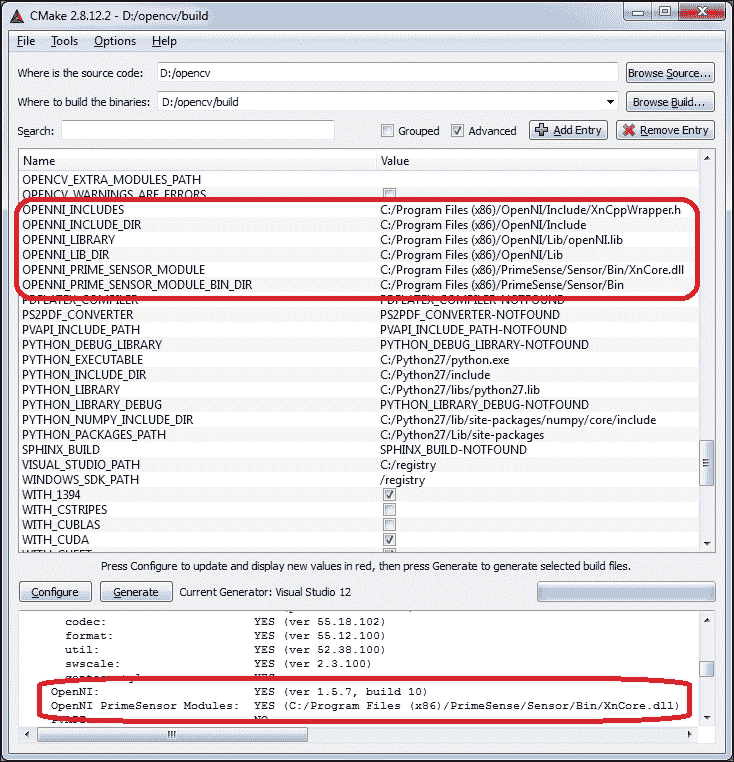 CMake 2.8.12.2 - D:/opencv/build
File Tools Options Help
Where is the source code: D:/opencv Browse Source...
Where to build the binaries: D:/opencv/build Browse Build...
Search: Grouped Advanced Add Entry Remove Entry
Name Value
OPENCV_EXTRA_MODULES_PATH
OPENCV_WARNINGS_ARE_ERRORS
OPENNI_INCLUDES C:/Program Files (x86)/OpenNI/Include/XnCppWrapper.h
OPENNI_INCLUDE_DIR C:/Program Files (x86)/OpenNI/Include
OPENNI_LIBRARY C:/Program Files (x86)/OpenNI/Lib/openNI.lib
OPENNI_LIB_DIR C:/Program Files (x86)/OpenNI/Lib
OPENNI_PRIME_SENSOR_MODULE C:/Program Files (x86)/PrimeSense/Sensor/Bin/XnCore.dll
OPENNI_PRIME_SENSOR_MODULE_BIN_DIR C:/Program Files (x86)/PrimeSense/Sensor/Bin
PDFLATEX_COMPILER PDFLATEX_COMPILER-NOTFOUND
PS2PDF_CONVERTER PS2PDF_CONVERTER-NOTFOUND
PVAPI_INCLUDE_PATH PVAPI_INCLUDE_PATH-NOTFOUND
PYTHON_DEBUG_LIBRARY PYTHON_DEBUG_LIBRARY-NOTFOUND
PYTHON_EXECUTABLE C:/Python27/python.exe
PYTHON_INCLUDE_DIR C:/Python27/include
PYTHON_LIBRARY C:/Python27/libs/python27.lib
PYTHON_LIBRARY_DEBUG PYTHON_LIBRARY_DEBUG-NOTFOUND
PYTHON_NUMPY_INCLUDE_DIR C:/Python27/lib/site-packages/numpy/core/include
PYTHON_PACKAGES_PATH C:/Python27/Lib/site-packages
SPHINX_BUILD SPHINX_BUILD-NOTFOUND
VISUAL_STUDIO_PATH C:/registry
WINDOWS_SDK_PATH /registry
WITH_1394
WITH_CSTRIPES
WITH_CUBLAS
WITH_CUDA
WITH_CUFFT
Press Configure to update and display new values in red, then press Generate to generate selected build files.
Configure Generate Current Generator: Visual Studio 12
codec: YES (ver 55.18.102)
format: YES (ver 55.12.100)
util: YES (ver 52.38.100)
swscale: YES (ver 2.3.100)
OpenNI: YES (ver 1.5.7, build 10)
OpenNI PrimeSensor Modules: YES (C:/Program Files (x86)/PrimeSense/Sensor/Bin/XnCore.dll)